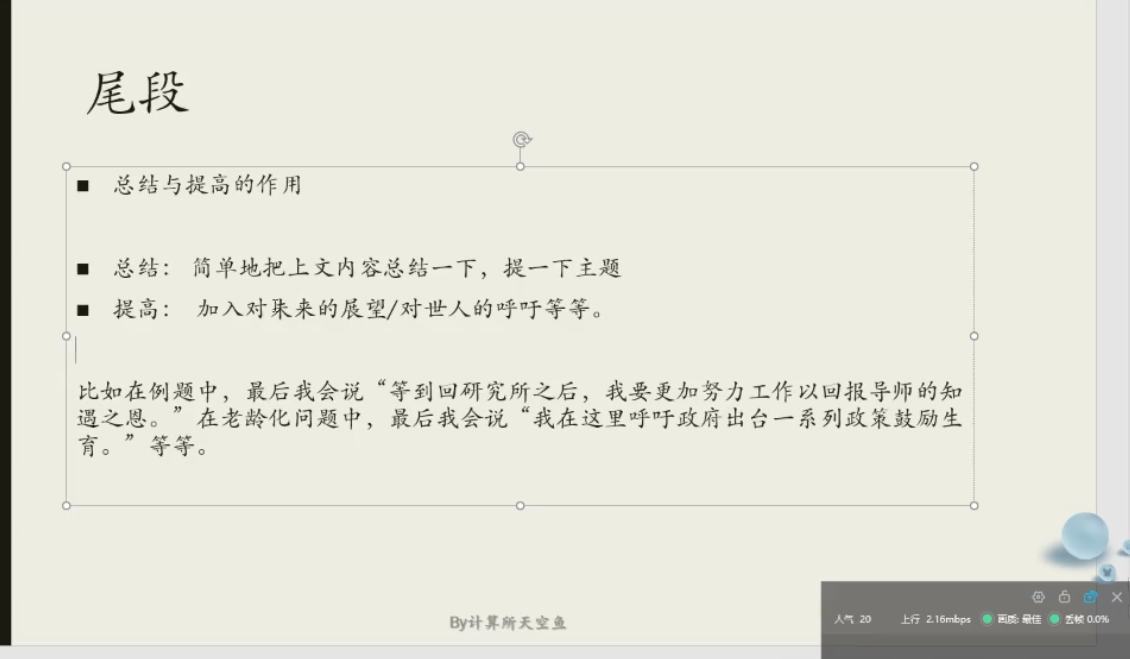 尾段
总结与提高的作用
总结： 简单地把上文内容总结一下，提一下主题
提高： 加入对未来的展望/对世人的呼吁等等。
比如在例题中，最后我会说“等到回研究所之后，我要更加努力工作以回报导师的知
遇之恩。”在老龄化问题中，最后我会说“我在这里呼吁政府出台一系列政策鼓励生
育。”等等。
By计算所天空鱼
人气 20 上行 2.16mbps 画质: 最佳 丢帧 0.0%